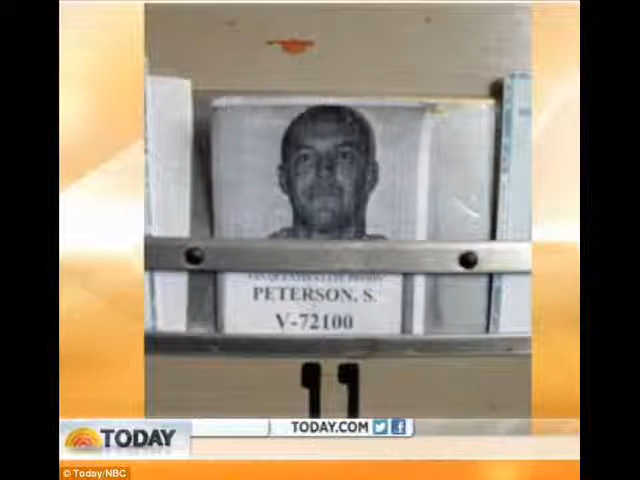 PETERSON, S.
V-72100
11
TODAY.COM
TODAY
© Today/NBC